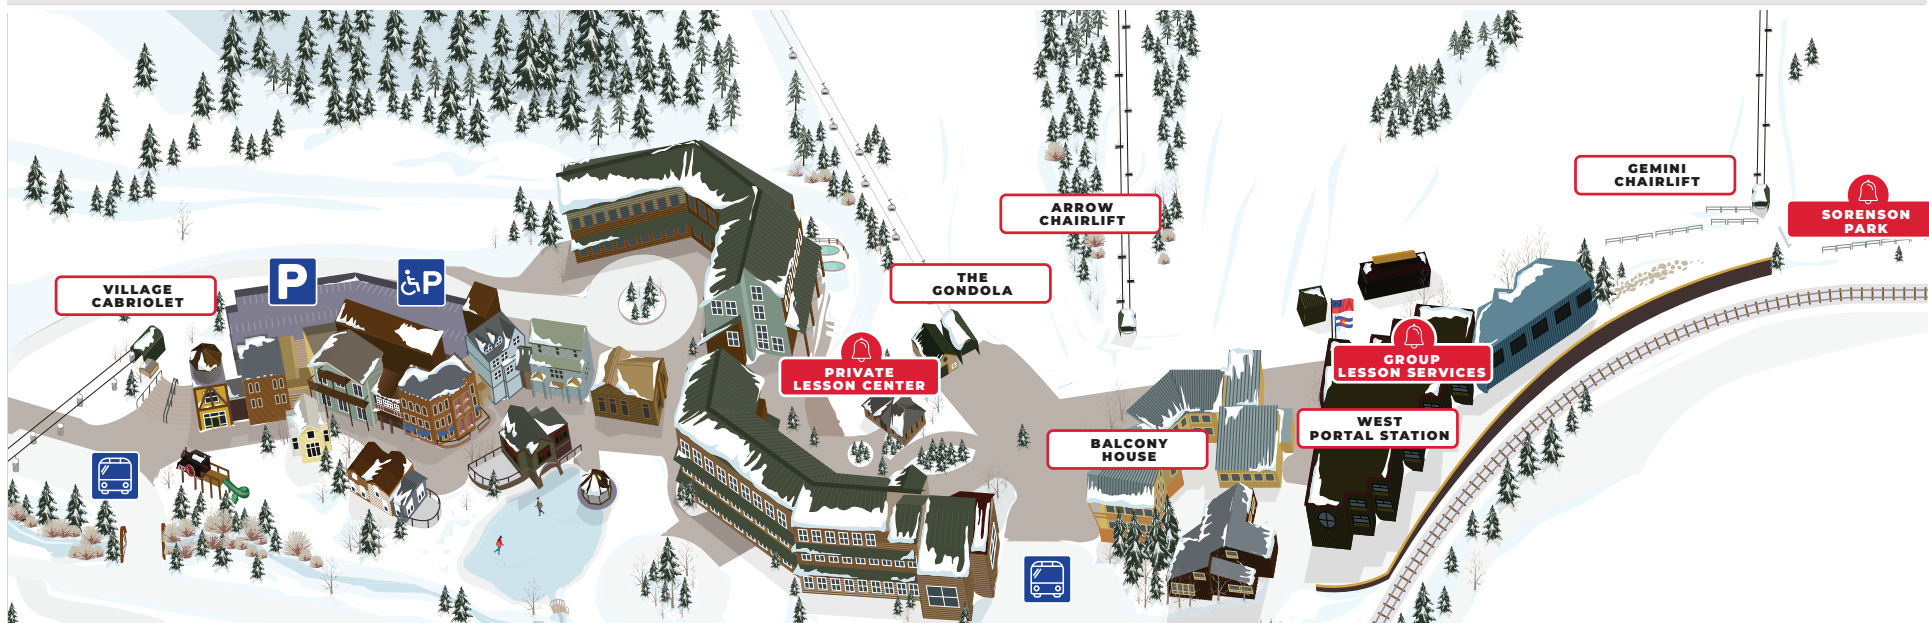 VILLAGE
CABRIOLET
P
P
THE
GONDOLA
PRIVATE
LESSON CENTER
ARROW
CHAIRLIFT
BALCONY
HOUSE
GROUP
LESSON SERVICES
WEST
PORTAL STATION
GEMINI
CHAIRLIFT
SORENSON
PARK